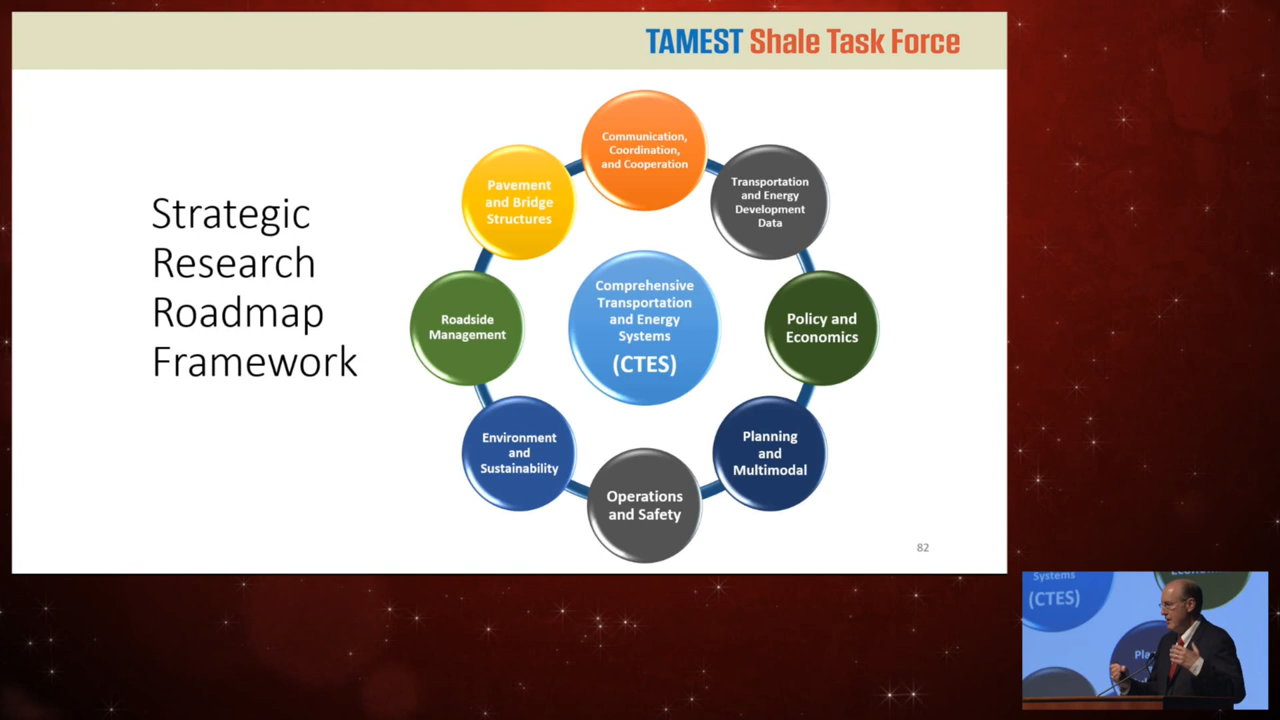 TAMEST Shale Task Force
Strategic
Research
Roadmap
Framework
Communication,
Coordination,
and Cooperation
Transportation
and Energy
Development
Data
Policy and
Economics
Planning
and
Multimodal
Operations
and Safety
Environment
and
Sustainability
Roadside
Management
Pavement
and Bridge
Structures
Comprehensive
Transportation
and Energy
Systems
(CTES)
82
Systems
(CTES)